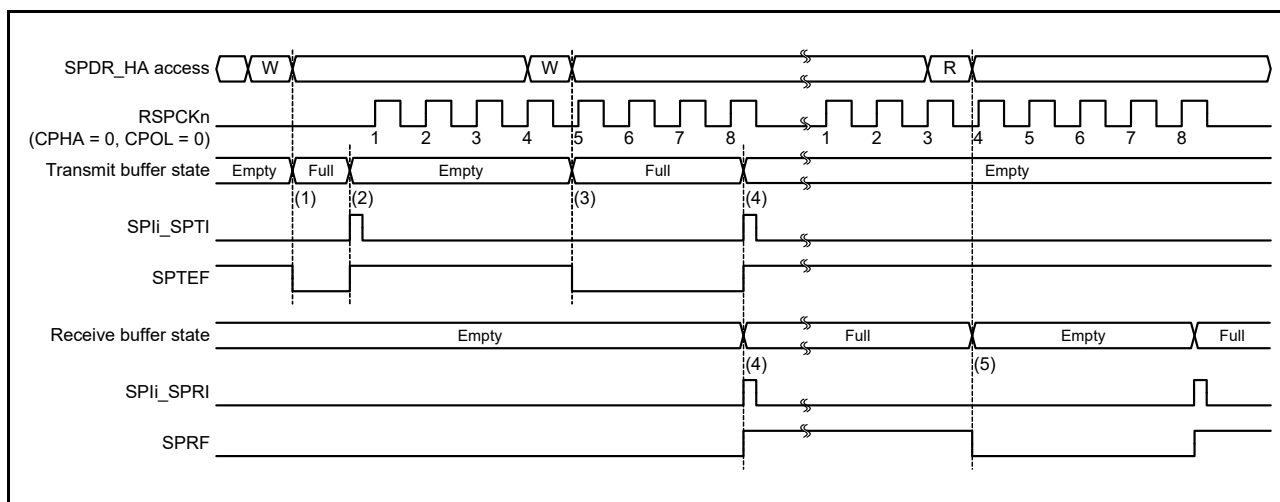 SPDR_HA access W W R
RSPCKn
(CPHA = 0, CPOL = 0) 1 2 3 4 5 6 7 8 1 2 3 4 5 6 7 8
Transmit buffer state Empty Full Empty Full Empty
(1) (2) (3) (4)
SPIi_SPTI
SPTEF
Receive buffer state Empty Full Empty Full
(4) (5)
SPIi_SPRI
SPRF